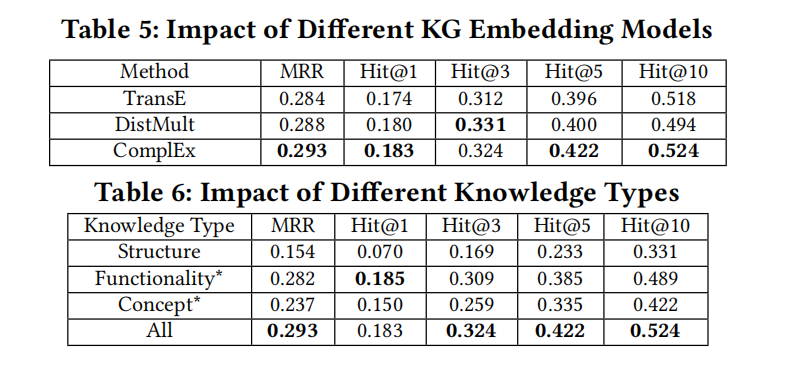 Table 5: Impact of Different KG Embedding Models
Method MRR Hit@1 Hit@3 Hit@5 Hit@10
TransE 0.284 0.174 0.312 0.396 0.518
DistMult 0.288 0.180 0.331 0.400 0.494
ComplEx 0.293 0.183 0.324 0.422 0.524
Table 6: Impact of Different Knowledge Types
Knowledge Type MRR Hit@1 Hit@3 Hit@5 Hit@10
Structure 0.154 0.070 0.169 0.233 0.331
Functionality* 0.282 0.185 0.309 0.385 0.489
Concept* 0.237 0.150 0.259 0.335 0.422
All 0.293 0.183 0.324 0.422 0.524